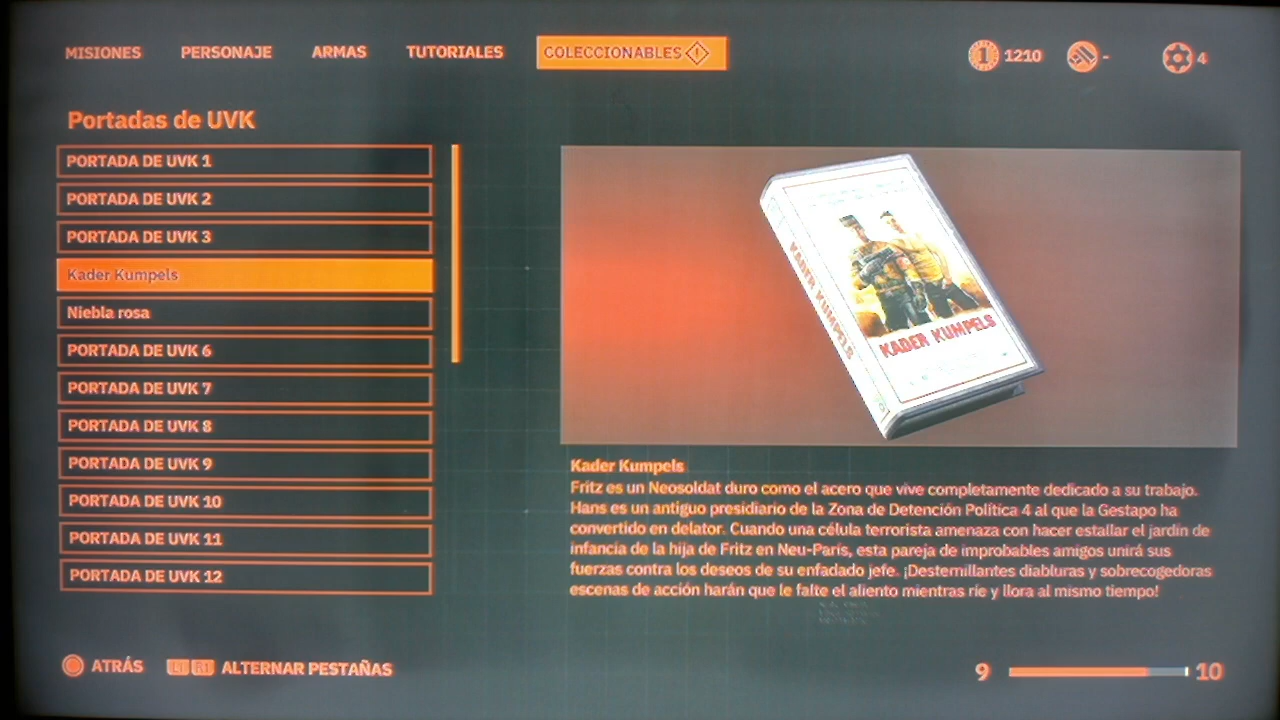 MISIONES PERSONAJE ARMAS TUTORIALES COLECCIONABLES 1210 - 4
Portadas de UVK
PORTADA DE UVK 1
PORTADA DE UVK 2
PORTADA DE UVK 3
Kader Kumpels
Niebla rosa
PORTADA DE UVK 6
PORTADA DE UVK 7
PORTADA DE UVK 8
PORTADA DE UVK 9
PORTADA DE UVK 10
PORTADA DE UVK 11
PORTADA DE UVK 12
KADER KUMPELS
KADER KUMPELS
Kader Kumpels
Fritz es un Neosoldat duro como el acero que vive completamente dedicado a su trabajo.
Hans es un antiguo presidiario de la Zona de Detención Política 4 al que la Gestapo ha
convertido en delator. Cuando una célula terrorista amenaza con hacer estallar el jardín de
infancia de la hija de Fritz en Neu-París, esta pareja de improbables amigos unirá sus
fuerzas contra los deseos de su enfadado jefe. ¡Desternillantes diabluras y sobrecogedoras
escenas de acción harán que le falte el aliento mientras ríe y llora al mismo tiempo!
ATRÁS L1 R1 ALTERNAR PESTAÑAS
9 10